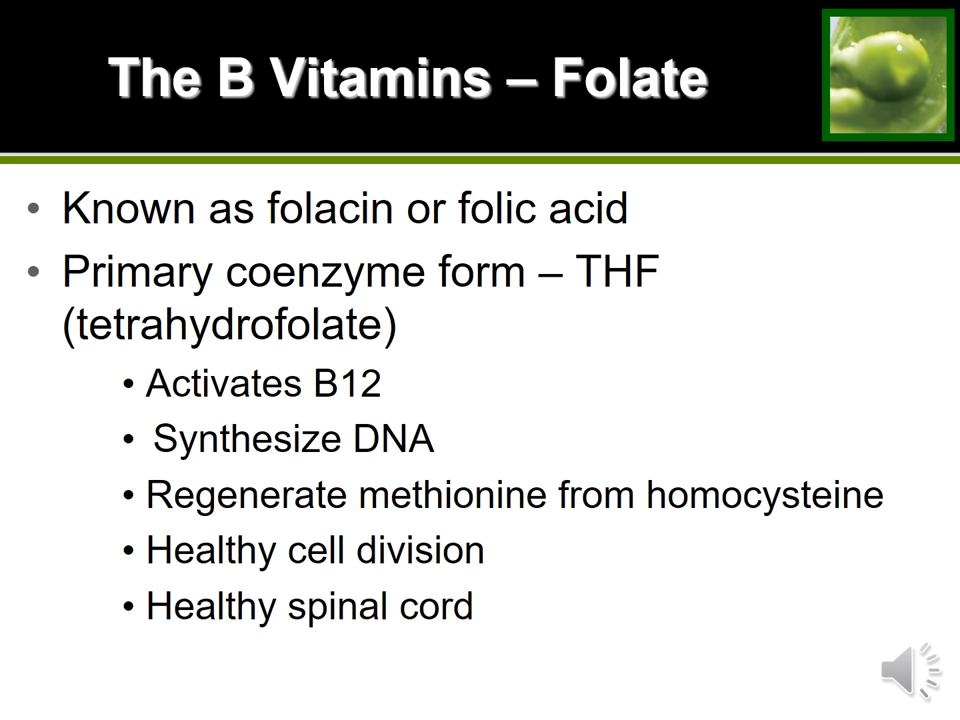 The B Vitamins – Folate
• Known as folacin or folic acid
• Primary coenzyme form – THF
(tetrahydrofolate)
• Activates B12
• Synthesize DNA
• Regenerate methionine from homocysteine
• Healthy cell division
• Healthy spinal cord